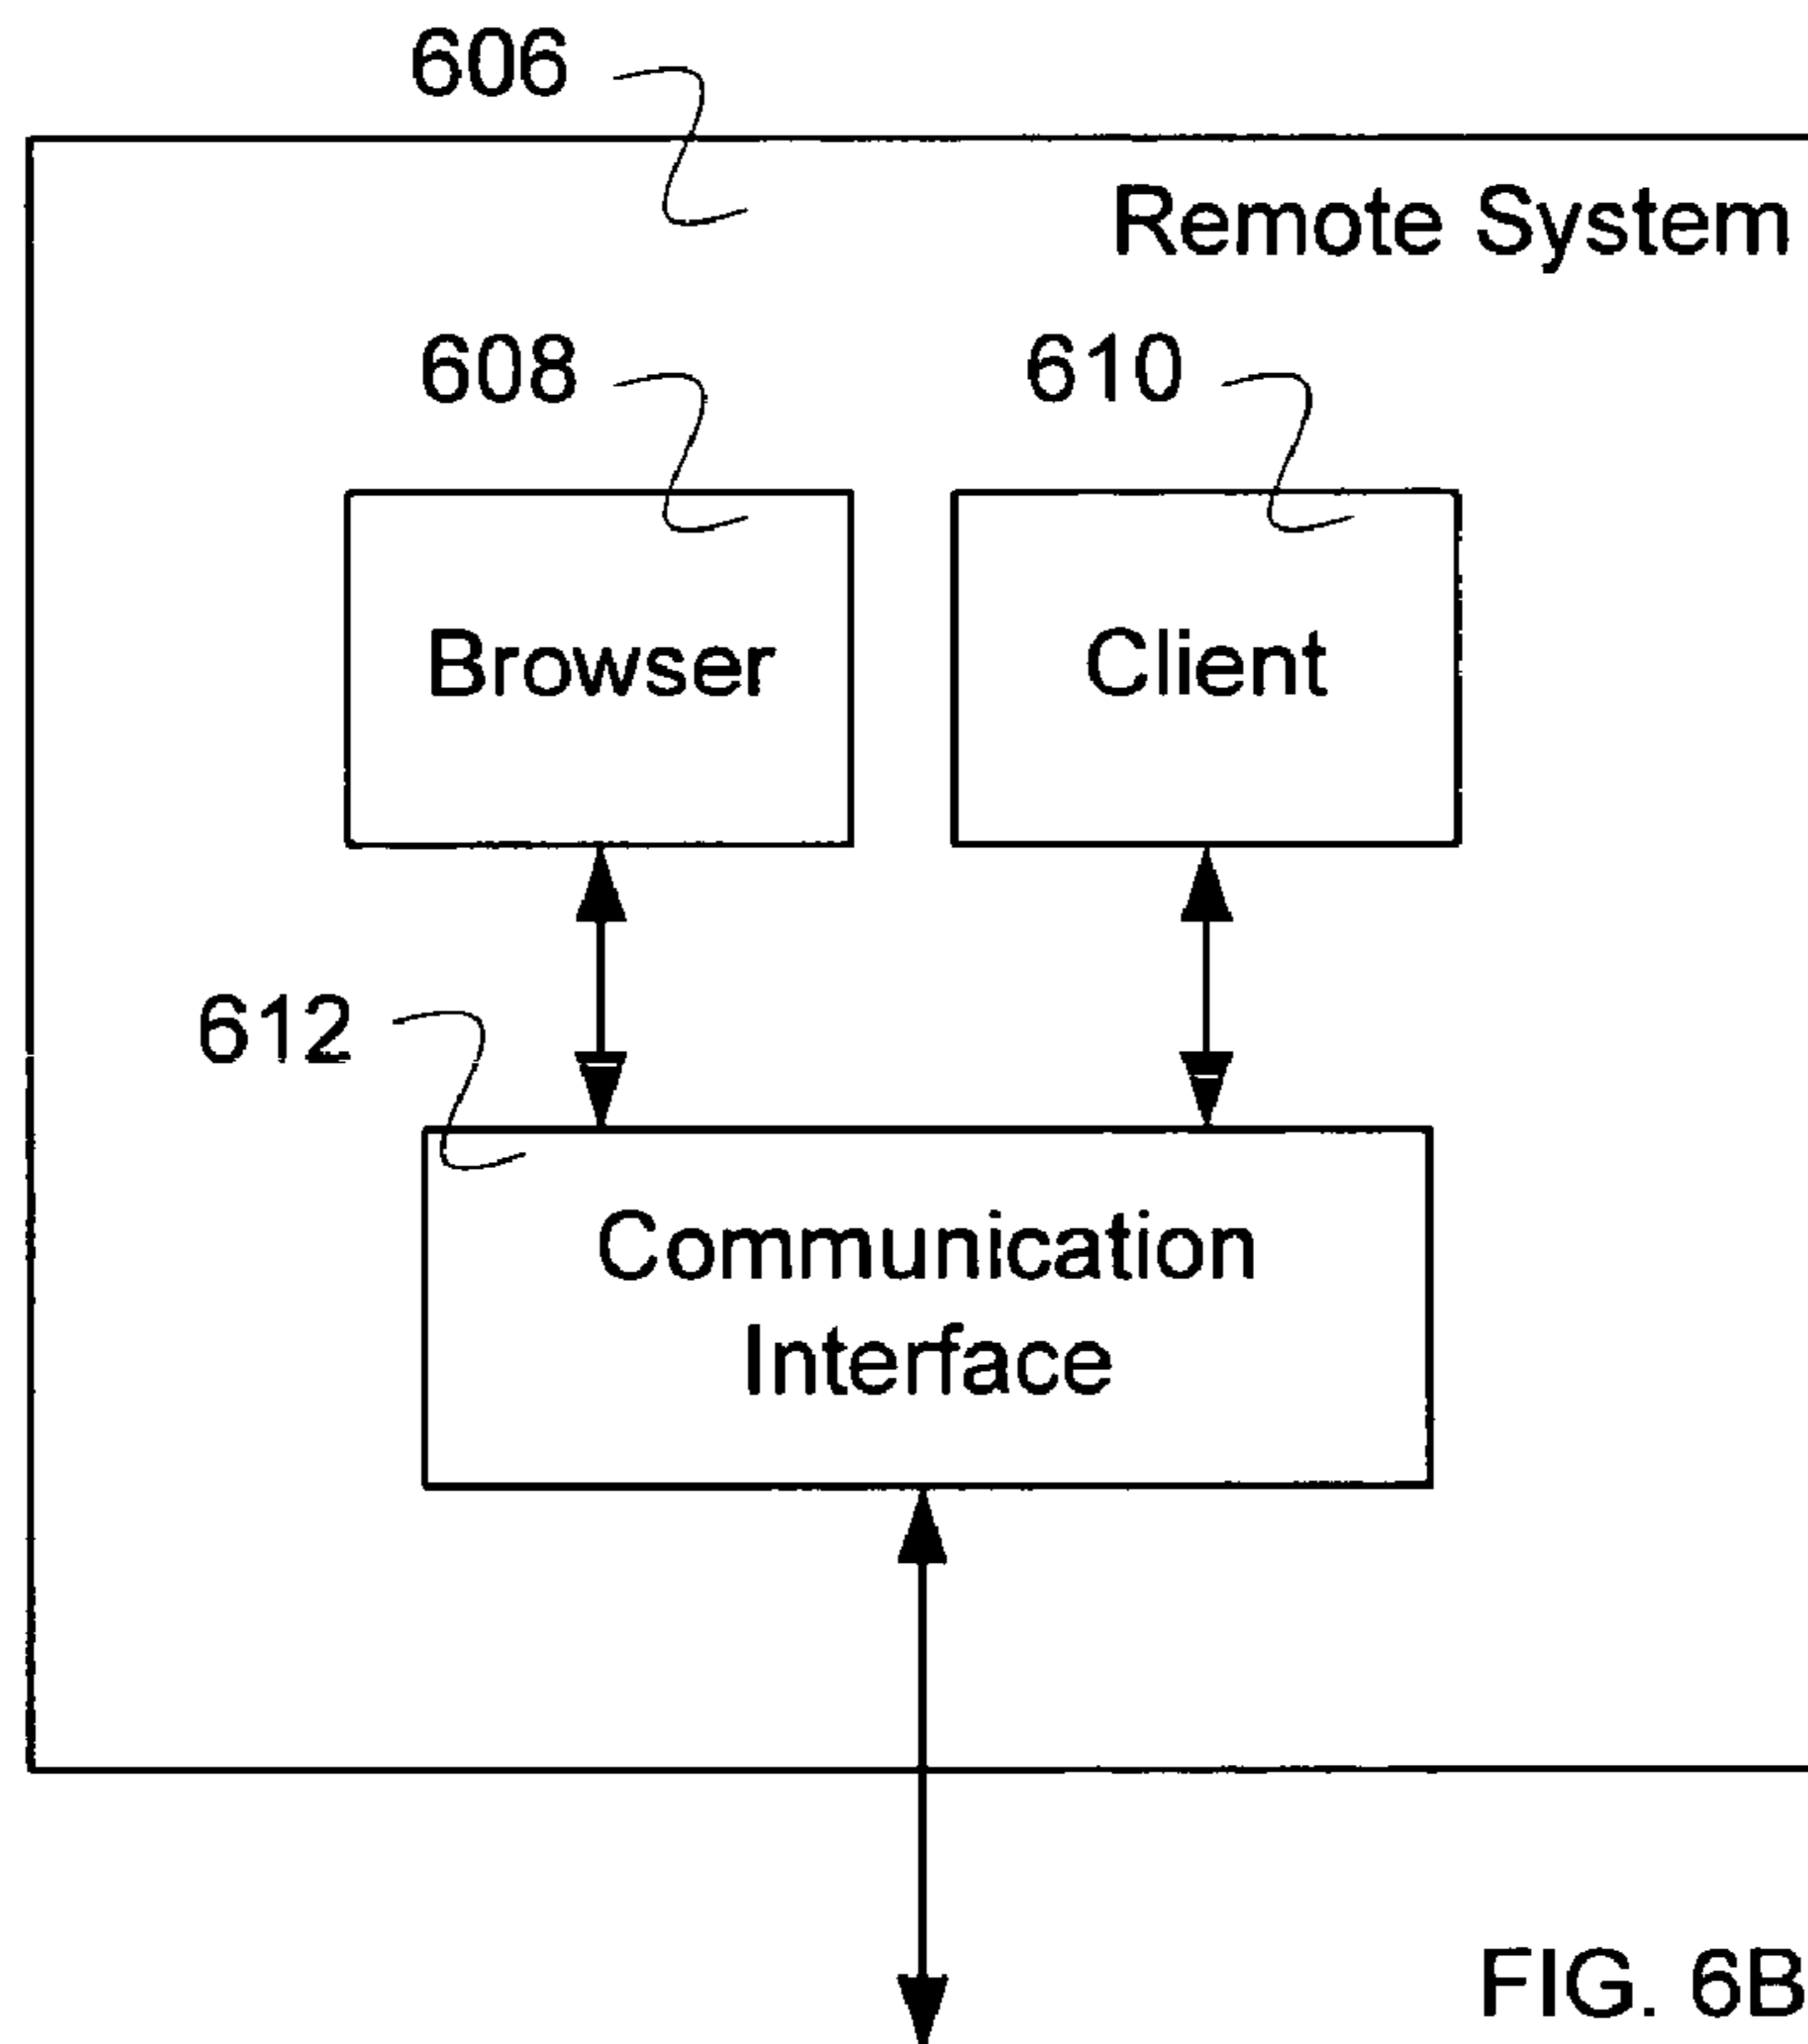 606
Remote System
608
610
Browser
Client
612
Communication
Interface
FIG. 6B